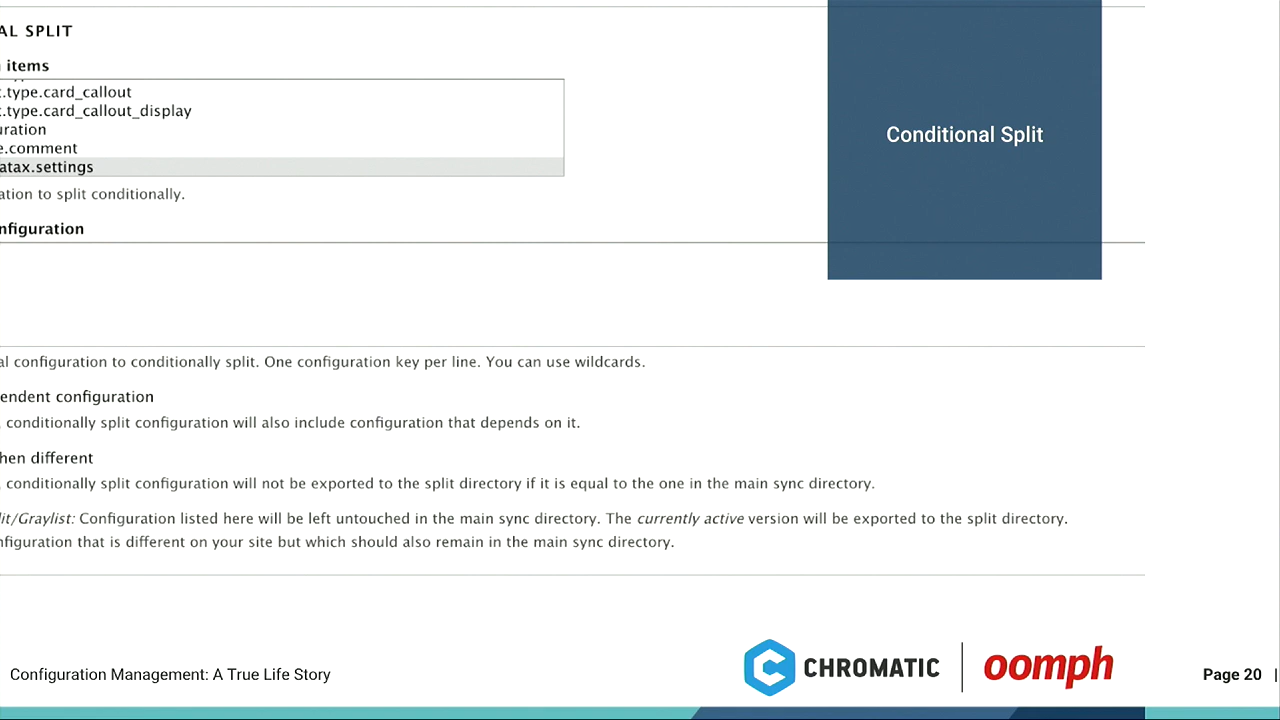 AL SPLIT
items
.type.card_callout
.type.card_callout_display
uration
e.comment
atax.settings
ation to split conditionally.
nfiguration
Conditional Split
al configuration to conditionally split. One configuration key per line. You can use wildcards.
endent configuration
, conditionally split configuration will also include configuration that depends on it.
hen different
, conditionally split configuration will not be exported to the split directory if it is equal to the one in the main sync directory.
lit/Graylist: Configuration listed here will be left untouched in the main sync directory. The currently active version will be exported to the split directory.
nfiguration that is different on your site but which should also remain in the main sync directory.
Configuration Management: A True Life Story
CHROMATIC
oomph
Page 20 |